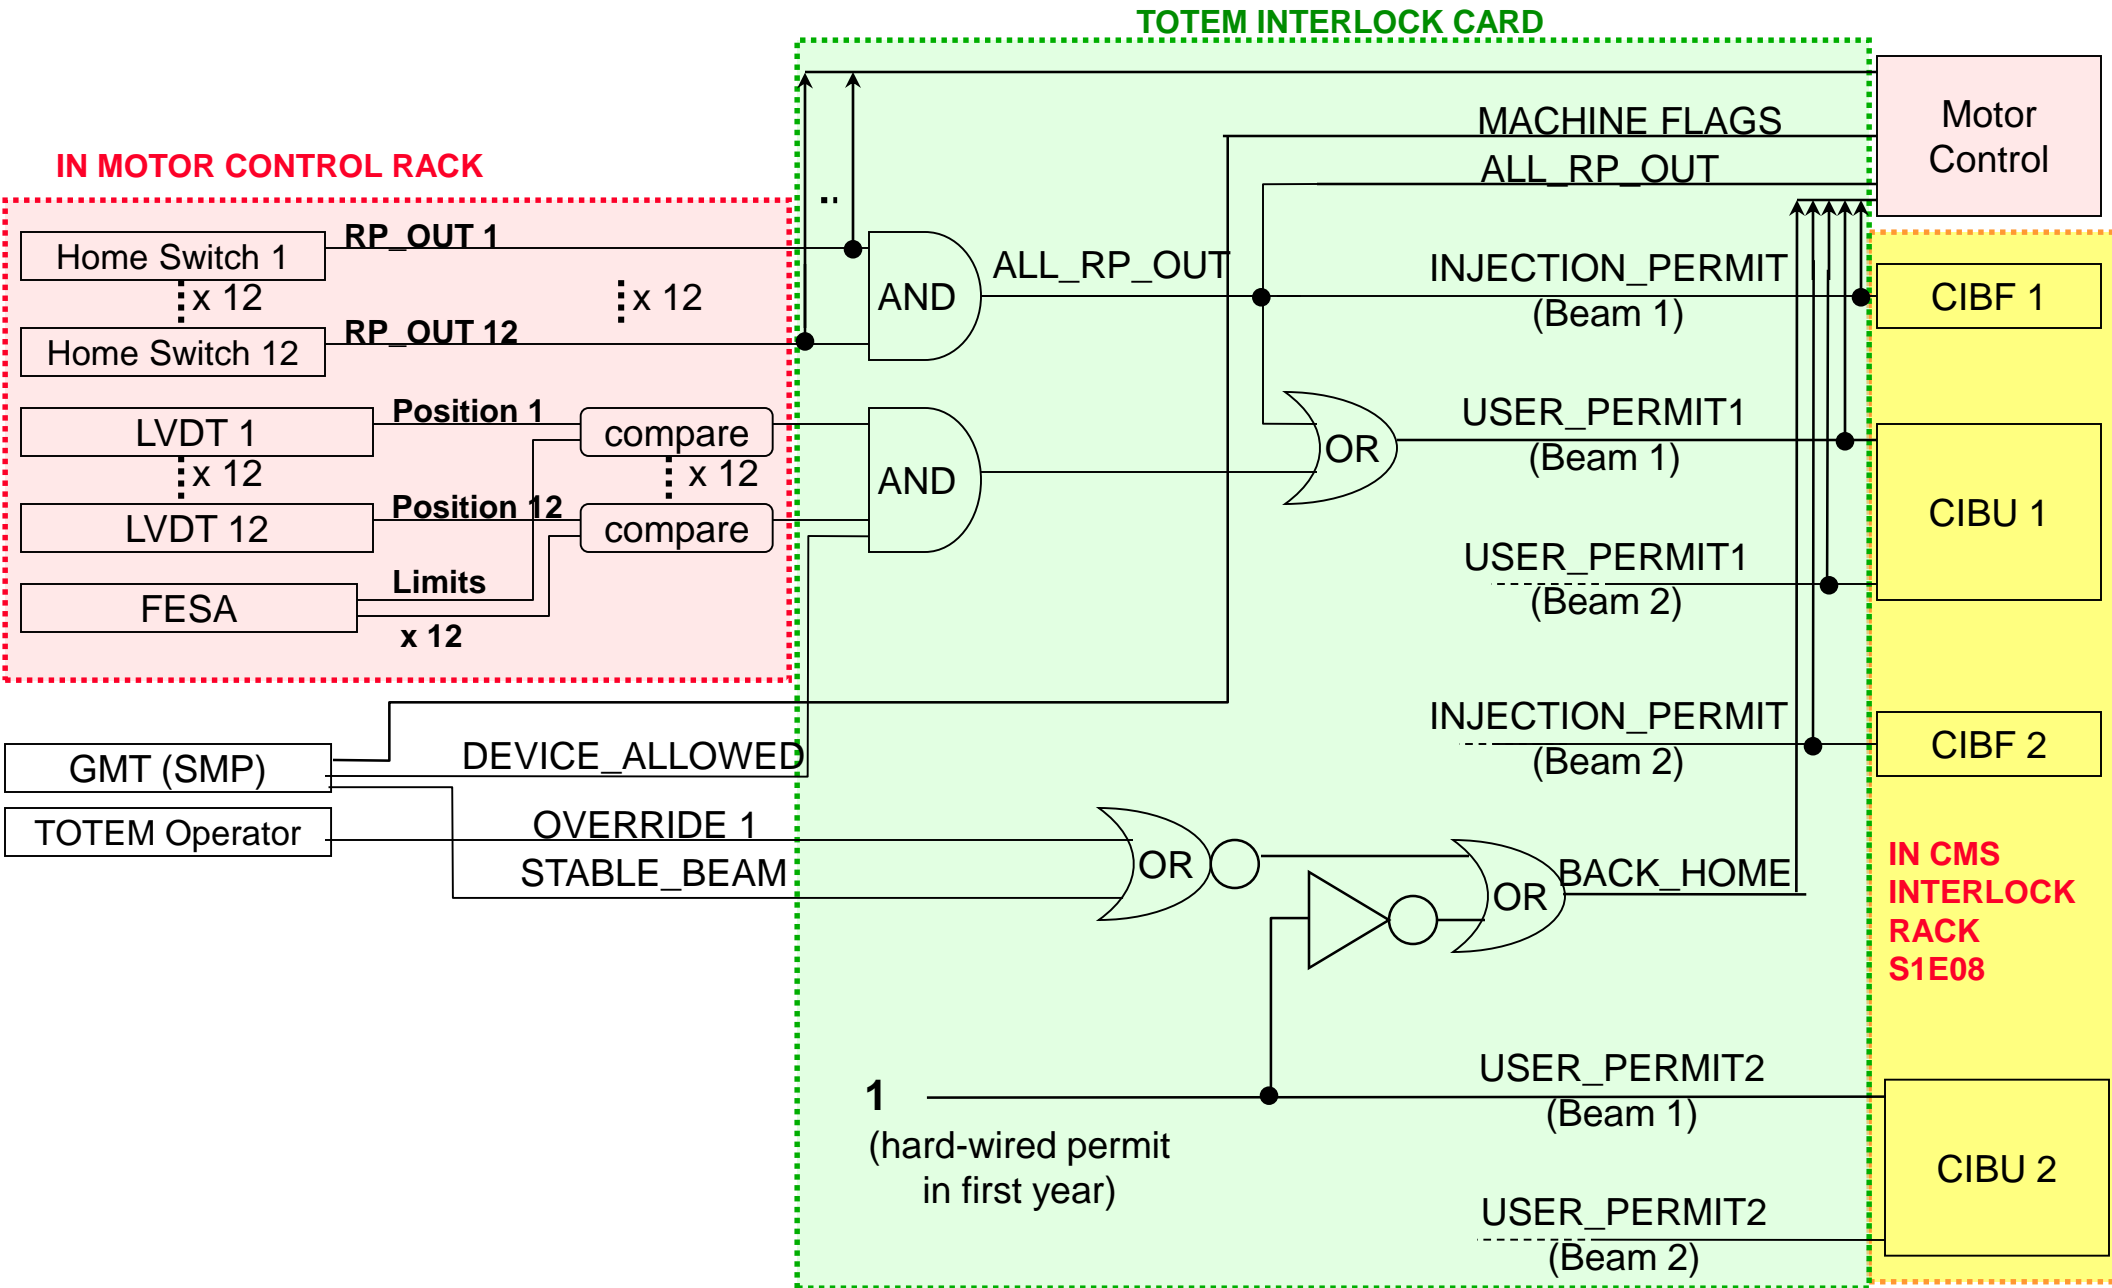 TOTEM INTERLOCK CARD
MACHINE FLAGS
Motor
Control
IN MOTOR CONTROL RACK
ALL_RP_OUT
..
Home Switch 1
RP_OUT 1
x 12
x 12
Home Switch 12
RP_OUT 12
AND
ALL_RP_OUT
INJECTION_PERMIT
(Beam 1)
CIBF 1
LVDT 1
Position 1
compare
x 12
x 12
LVDT 12
Position 12
compare
AND
OR
USER_PERMIT1
(Beam 1)
CIBU 1
USER_PERMIT1
(Beam 2)
FESA
Limits
x 12
INJECTION_PERMIT
(Beam 2)
CIBF 2
GMT (SMP)
DEVICE_ALLOWED
TOTEM Operator
OVERRIDE 1
STABLE_BEAM
OR
OR
BACK_HOME
IN CMS
INTERLOCK
RACK
S1E08
1
(hard-wired permit
in first year)
USER_PERMIT2
(Beam 1)
CIBU 2
USER_PERMIT2
(Beam 2)